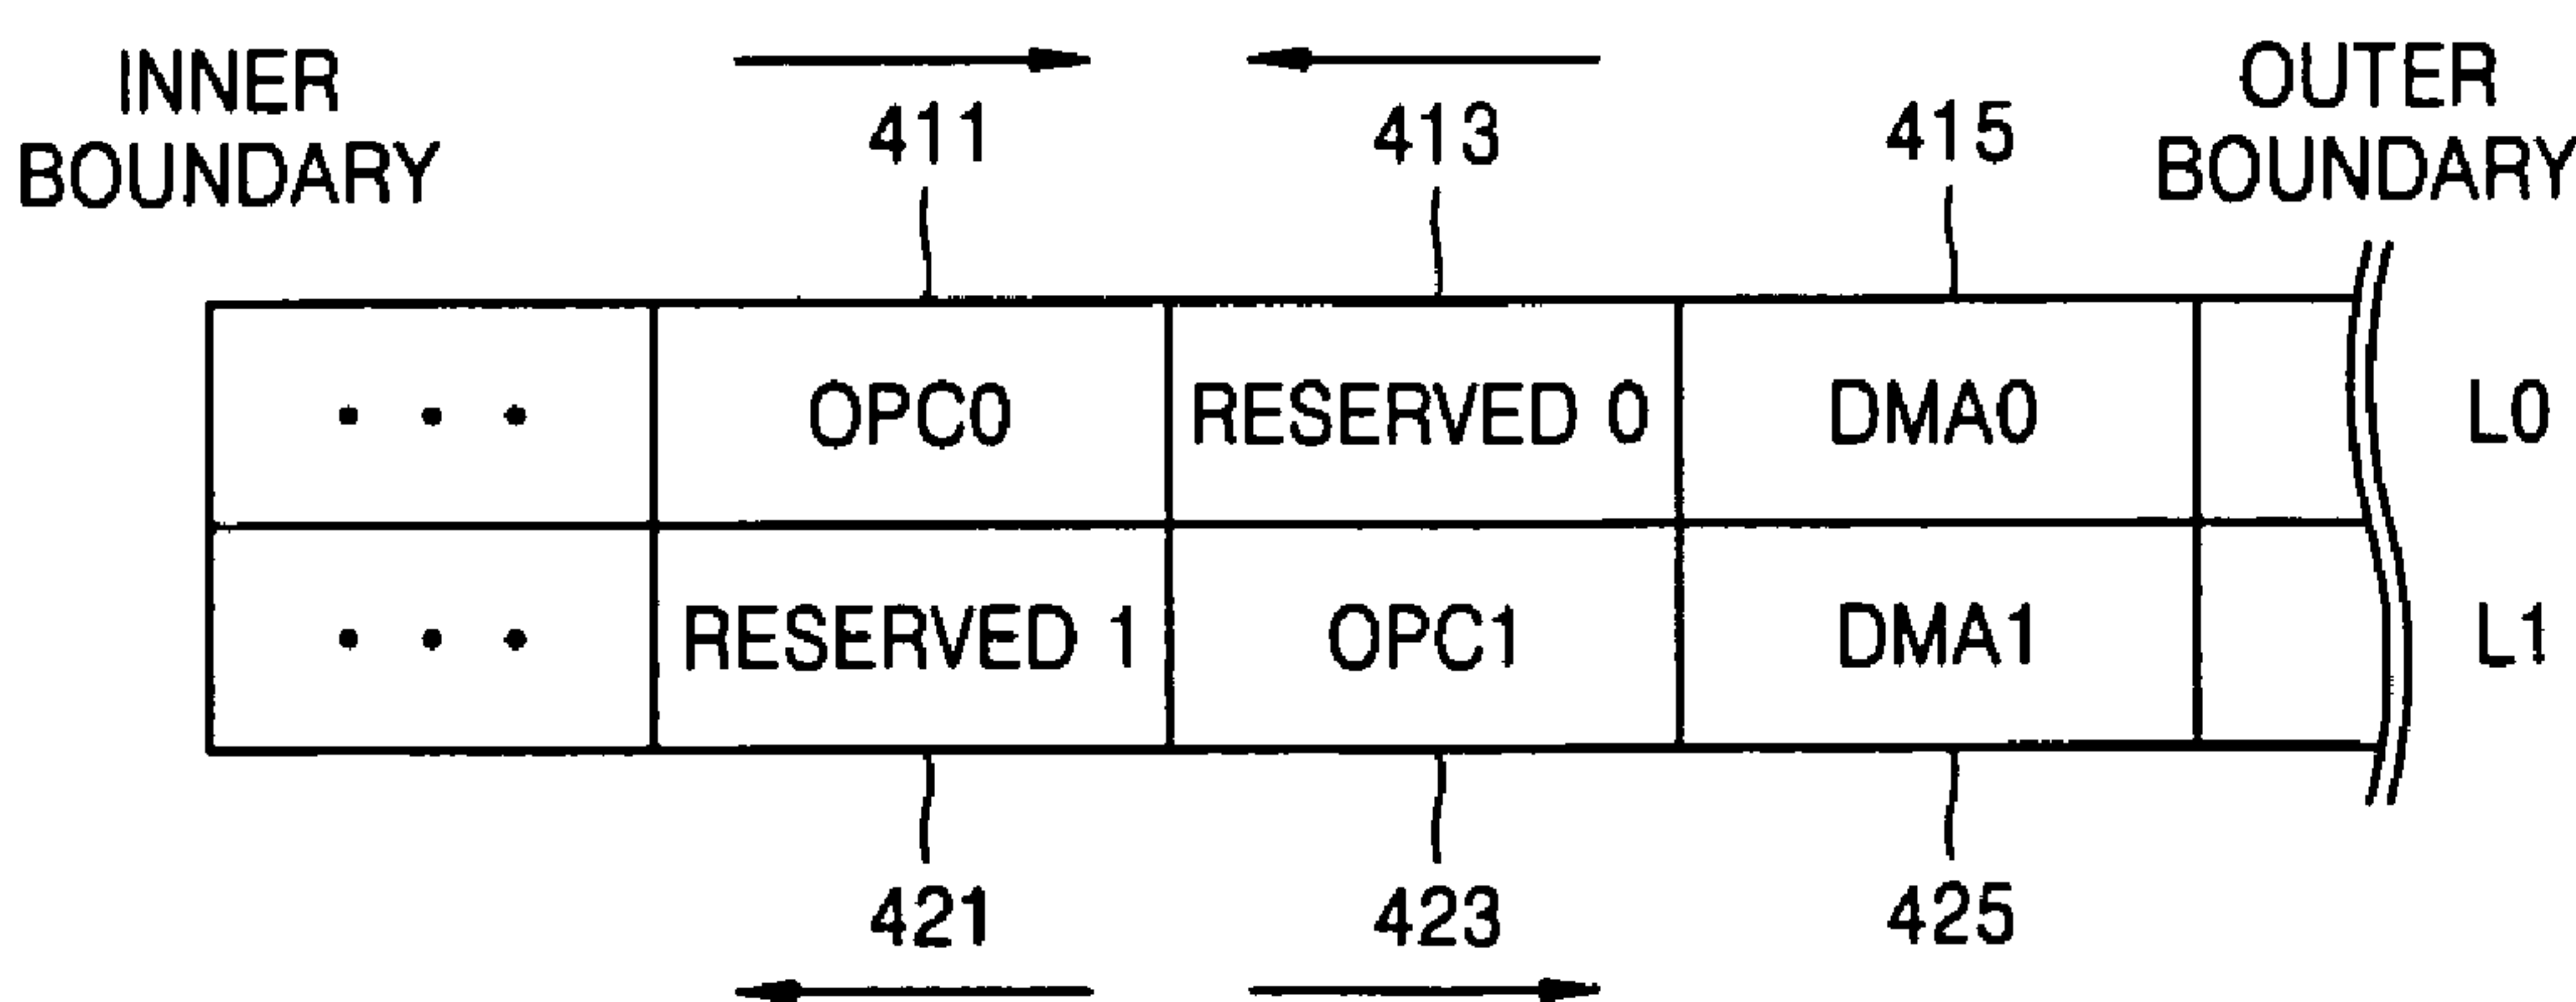 INNER
BOUNDARY
411
413
415
OUTER
BOUNDARY
• • • OPC0 RESERVED 0 DMA0 L0
• • • RESERVED 1 OPC1 DMA1 L1
421 423 425